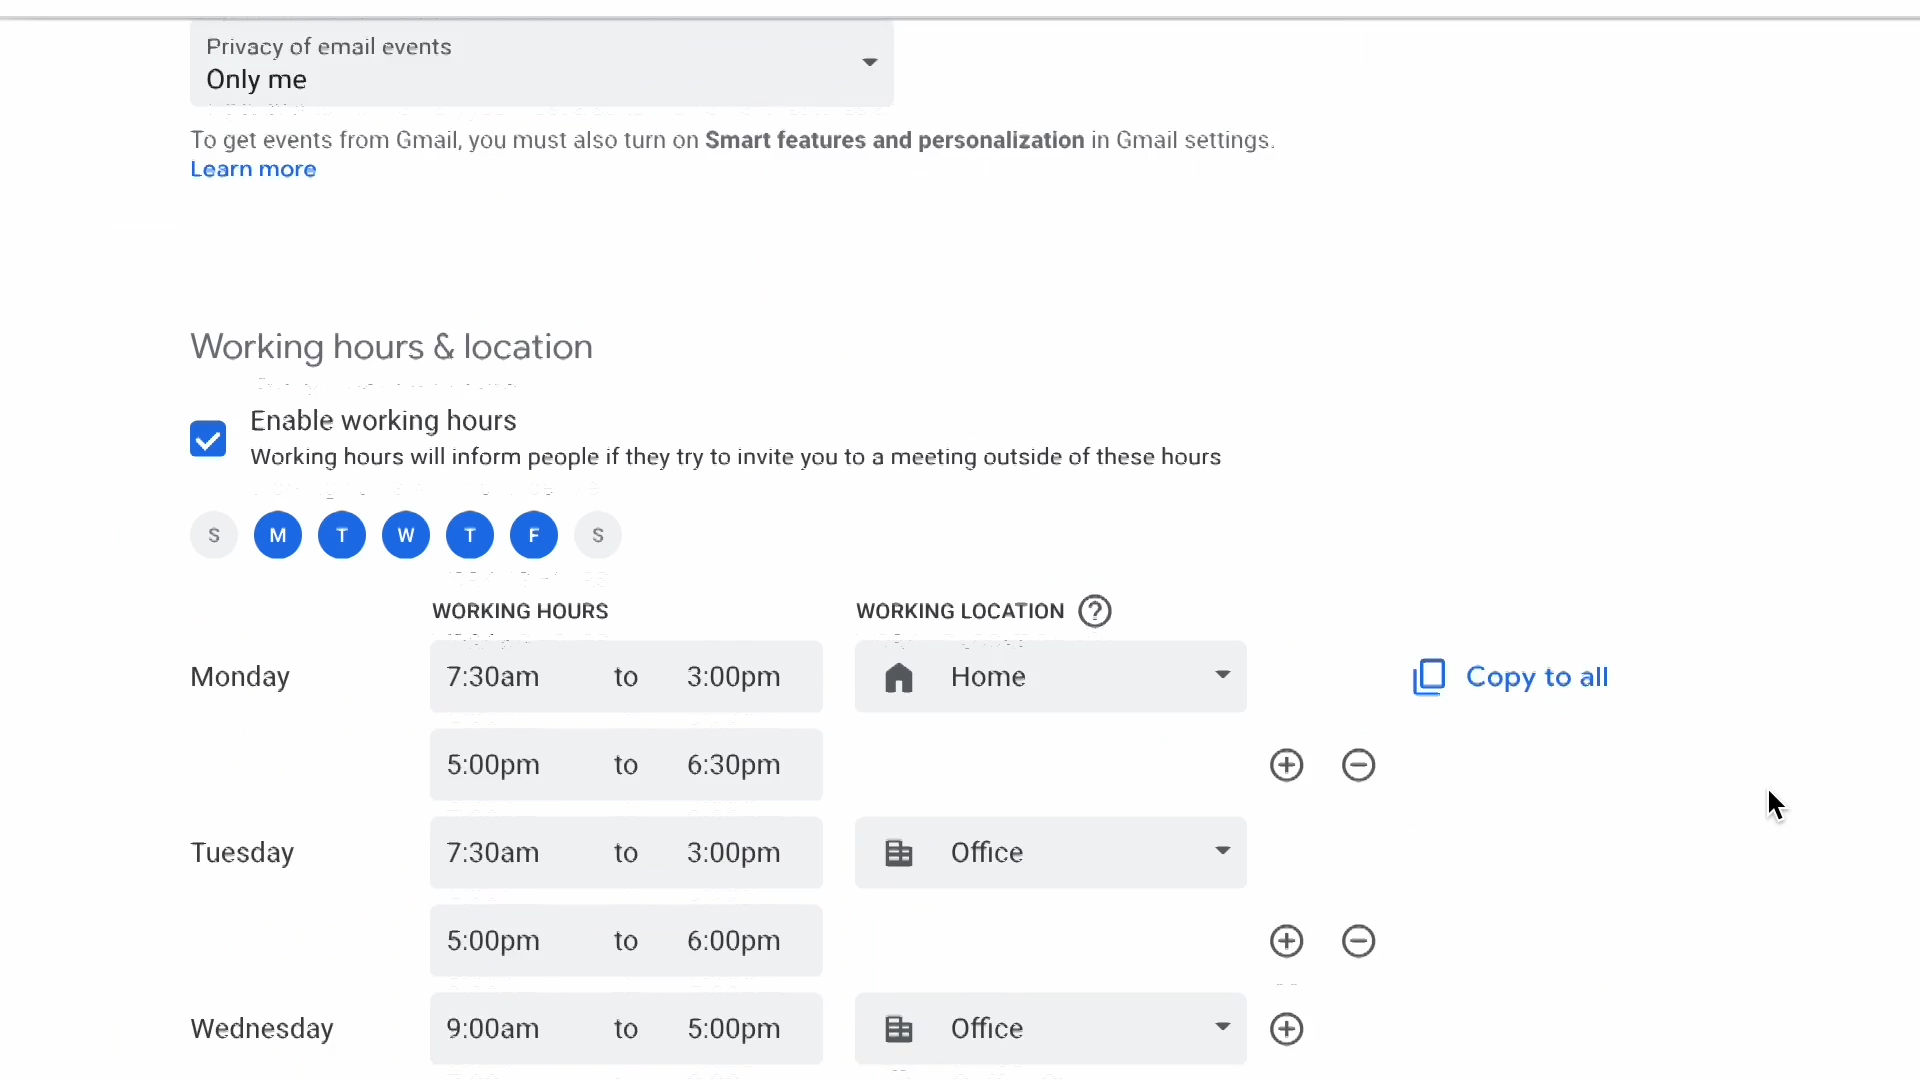 Privacy of email events
Only me
To get events from Gmail, you must also turn on Smart features and personalization in Gmail settings.
Learn more
Working hours & location
Enable working hours
Working hours will inform people if they try to invite you to a meeting outside of these hours
S M T W T F S
WORKING HOURS WORKING LOCATION ?
Monday 7:30am to 3:00pm Home Copy to all
5:00pm to 6:30pm
Tuesday 7:30am to 3:00pm Office
5:00pm to 6:00pm
Wednesday 9:00am to 5:00pm Office